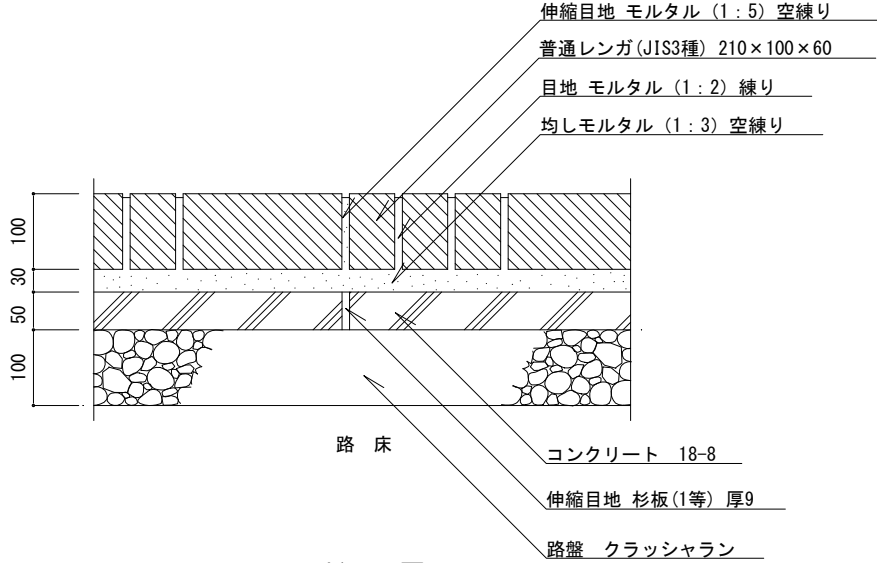 伸縮目地 モルタル (1:5) 空練り
普通レンガ(JIS3種) 210×100×60
目地 モルタル (1:2) 練り
均しモルタル (1:3) 空練り
100
30
50
100
路 床
コンクリート 18-8
伸縮目地 杉板(1等) 厚9
路盤 クラッシャラン